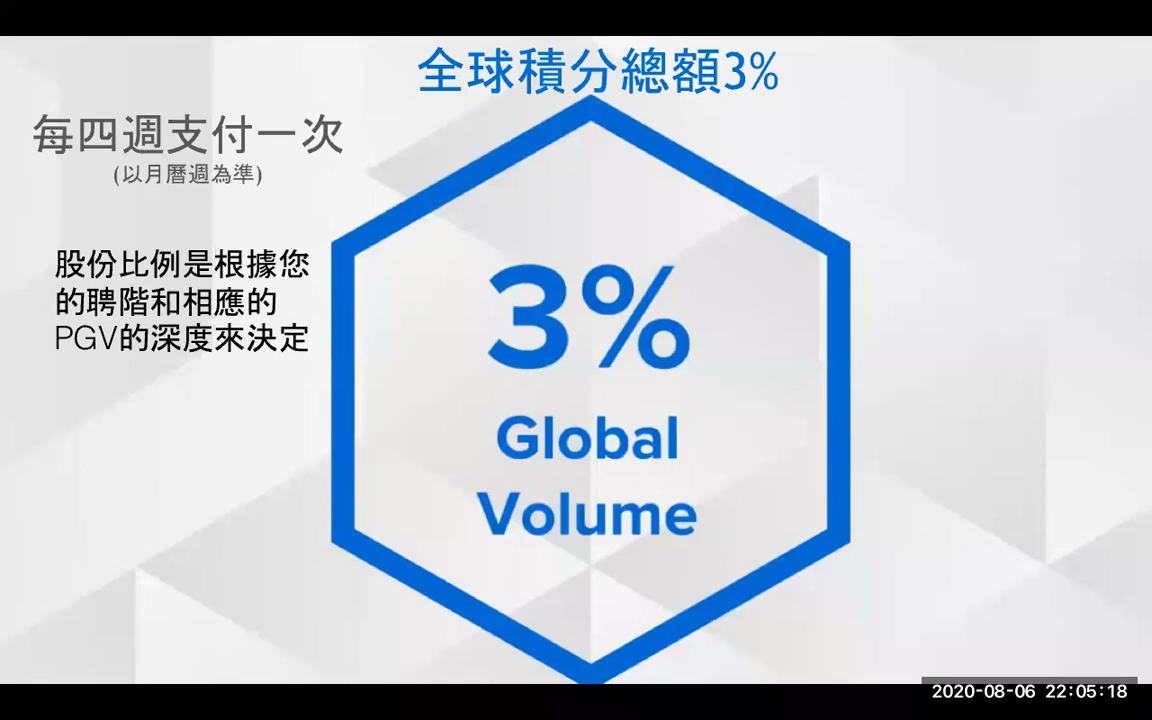 全球積分總額3%
每四週支付一次
(以月曆週為準)
股份比例是根據您
的聘階和相應的
PGV的深度來決定
3%
Global
Volume
2020-08-06 22:05:18